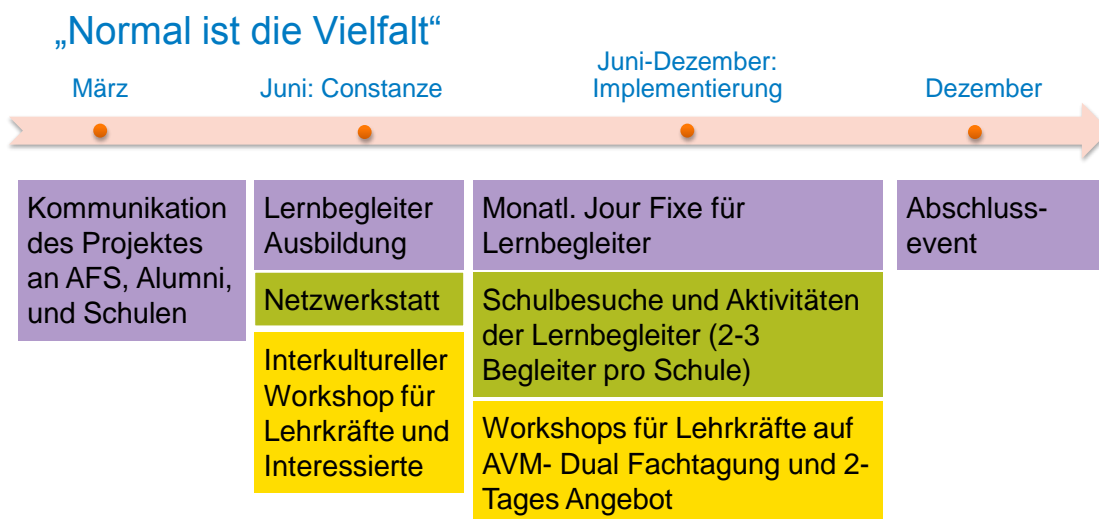 „Normal ist die Vielfalt“
März
Juni: Constanze
Juni-Dezember:
Implementierung
Dezember
Kommunikation
des Projektes
an AFS, Alumni,
und Schulen
Lernbegleiter
Ausbildung
Netzwerkstatt
Interkultureller
Workshop für
Lehrkräfte und
Interessierte
Monatl. Jour Fixe für
Lernbegleiter
Schulbesuche und Aktivitäten
der Lernbegleiter (2-3
Begleiter pro Schule)
Workshops für Lehrkräfte auf
AVM- Dual Fachtagung und 2-
Tages Angebot
Abschluss-
event